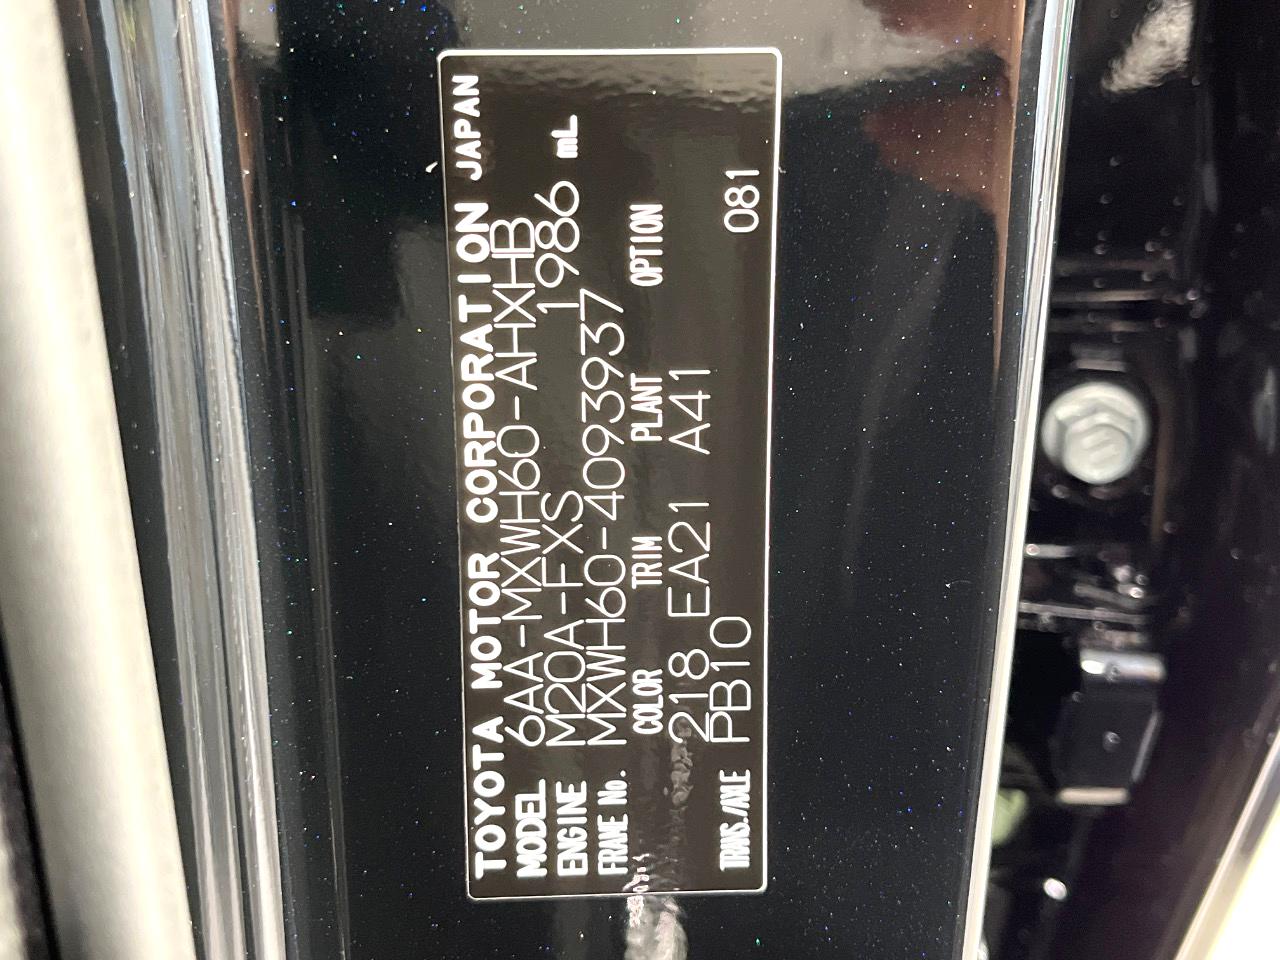 TOYOTA MOTOR CORPORATION JAPAN
MODEL 6AA-MXWH60-AHXHB
ENGINE M20A-FXS 1986 mL
FRAME No. MXWH60-4093937
COLOR TRIM PLANT OPTION
218 EA21 A41
TRANS./AXLE PB10 081